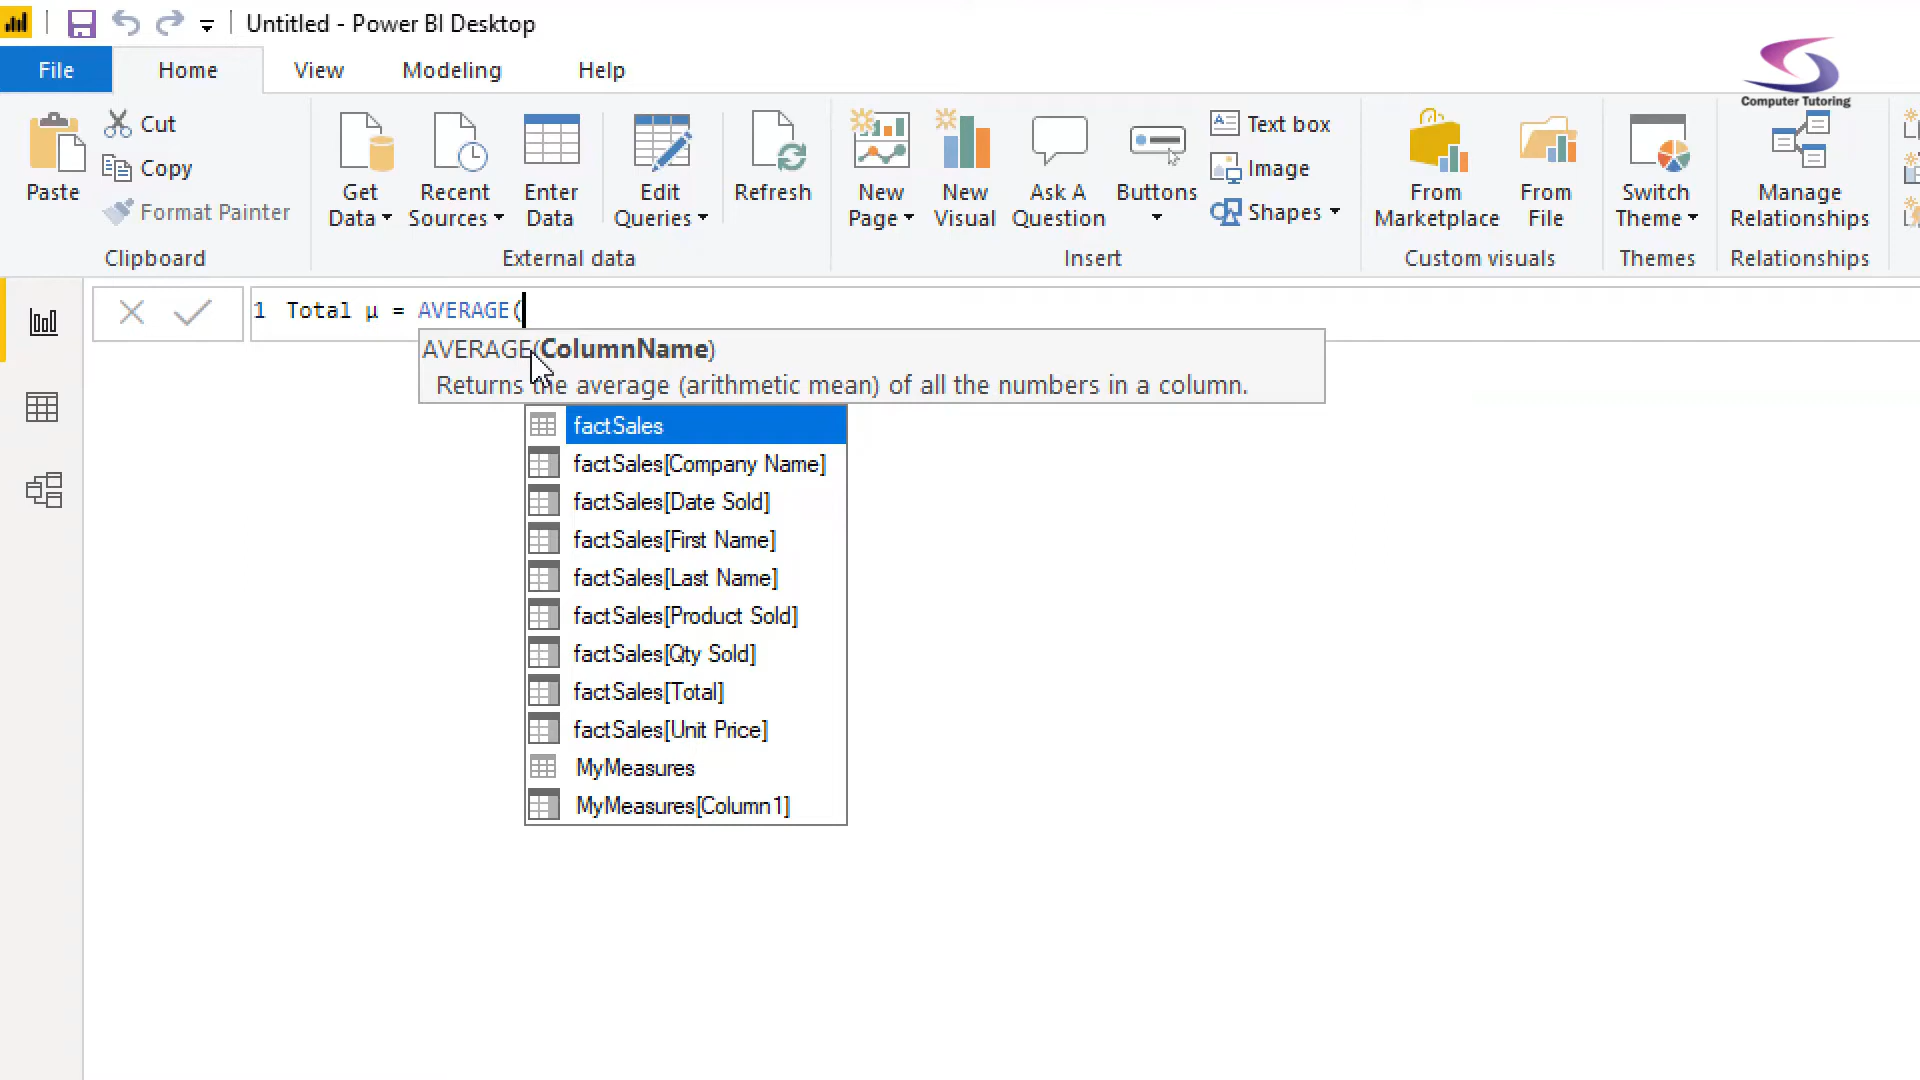 Untitled - Power BI Desktop
File Home View Modeling Help
Computer Tutoring
Paste
Cut
Copy
Format Painter
Clipboard
Get Data
Recent Sources
Enter Data
Edit Queries
Refresh
External data
New Page
New Visual
Ask A Question
Buttons
Text box
Image
Shapes
Insert
From Marketplace
From File
Custom visuals
Switch Theme
Themes
Manage Relationships
Relationships
1 Total µ = AVERAGE(
AVERAGE(ColumnName)
Returns the average (arithmetic mean) of all the numbers in a column.
factSales
factSales[Company Name]
factSales[Date Sold]
factSales[First Name]
factSales[Last Name]
factSales[Product Sold]
factSales[Qty Sold]
factSales[Total]
factSales[Unit Price]
MyMeasures
MyMeasures[Column1]